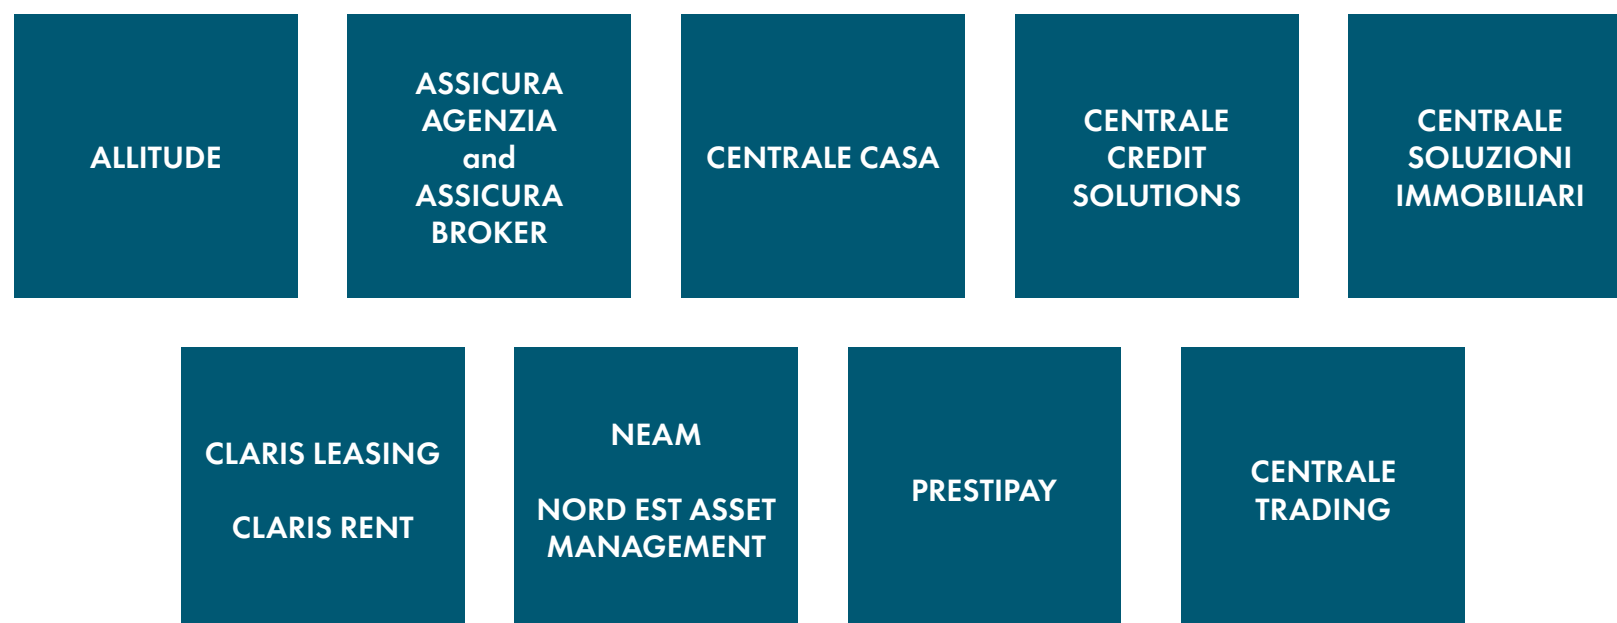 ALLITUDE
ASSICURA
AGENZIA
and
ASSICURA
BROKER
CENTRALE CASA
CENTRALE
CREDIT
SOLUTIONS
CENTRALE
SOLUZIONI
IMMOBILIARI
CLARIS LEASING
CLARIS RENT
NEAM
NORD EST ASSET
MANAGEMENT
PRESTIPAY
CENTRALE
TRADING